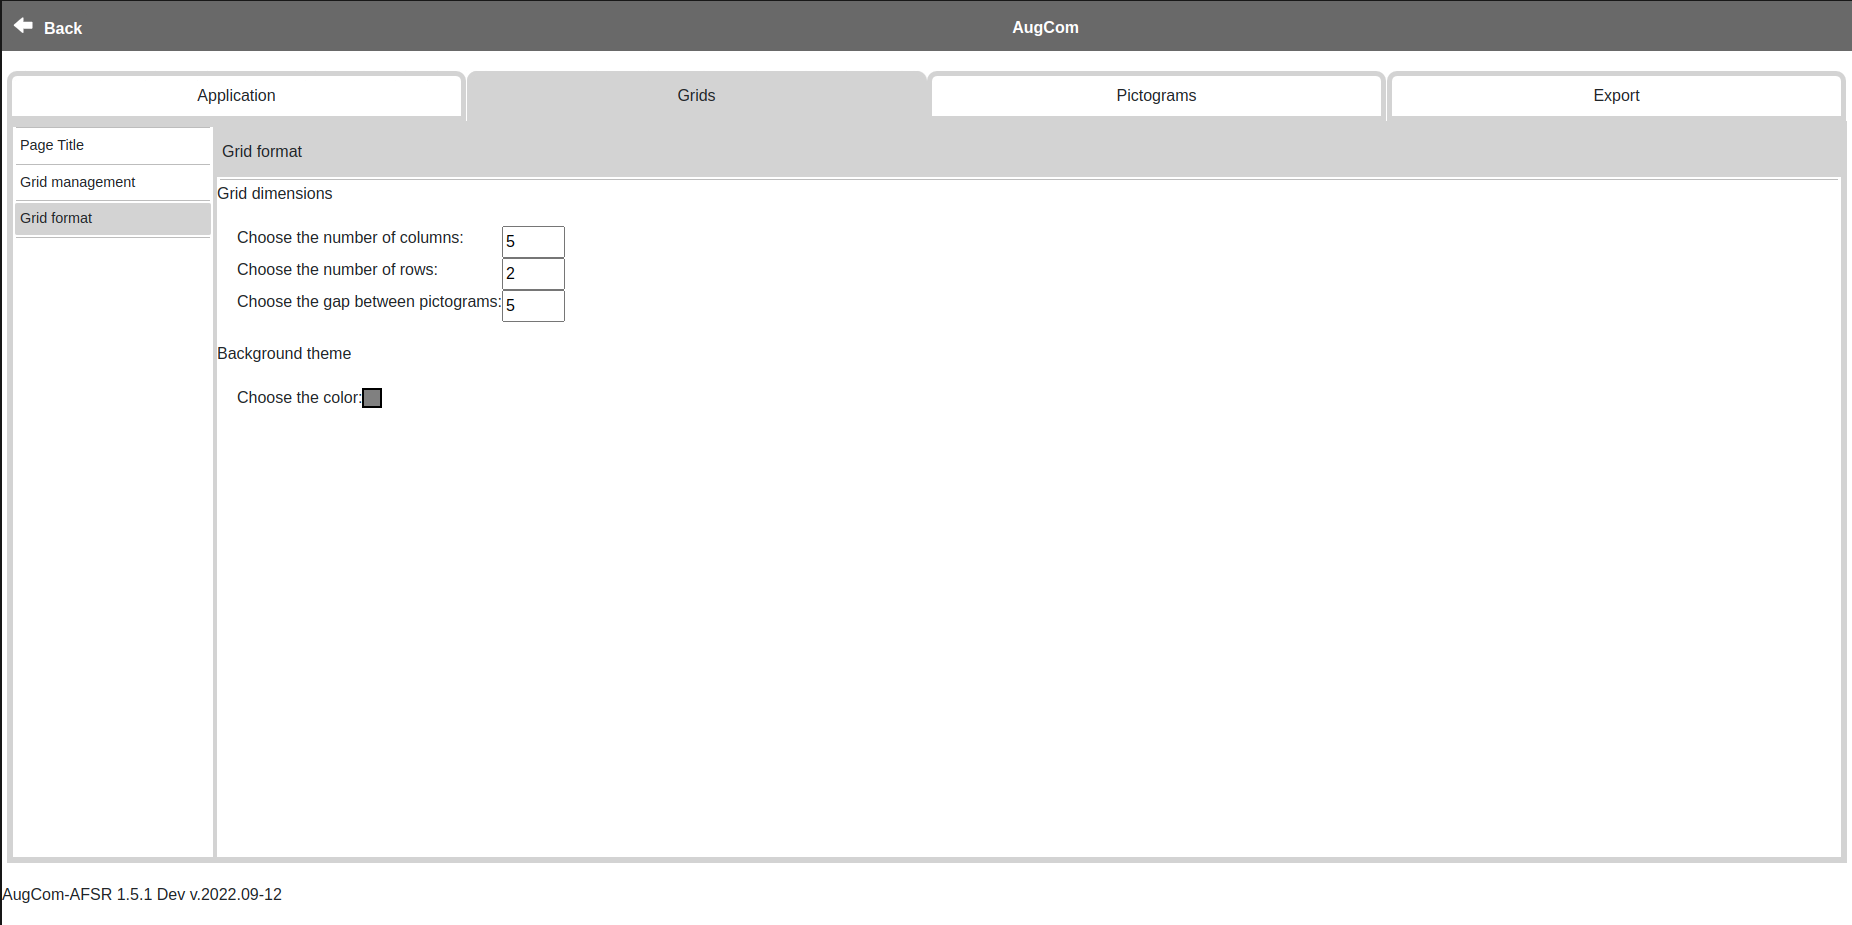 Back
AugCom
Application
Grids
Pictograms
Export
Page Title
Grid management
Grid format
Grid format
Grid dimensions
Choose the number of columns: 5
Choose the number of rows: 2
Choose the gap between pictograms: 5
Background theme
Choose the color:
AugCom-AFSR 1.5.1 Dev v.2022.09-12